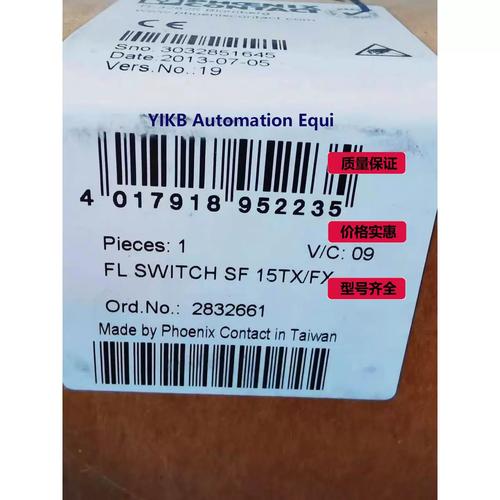 phoenixcontact.com
Sno: 3032851645
Date: 2013-07-05
Vers.No.: 19
YIKB Automation Equi
质量保证
4 017918 952235
价格实惠
Pieces: 1 V/C: 09
FL SWITCH SF 15TX/FX
型号齐全
Ord.No.: 2832661
Made by Phoenix Contact in Taiwan